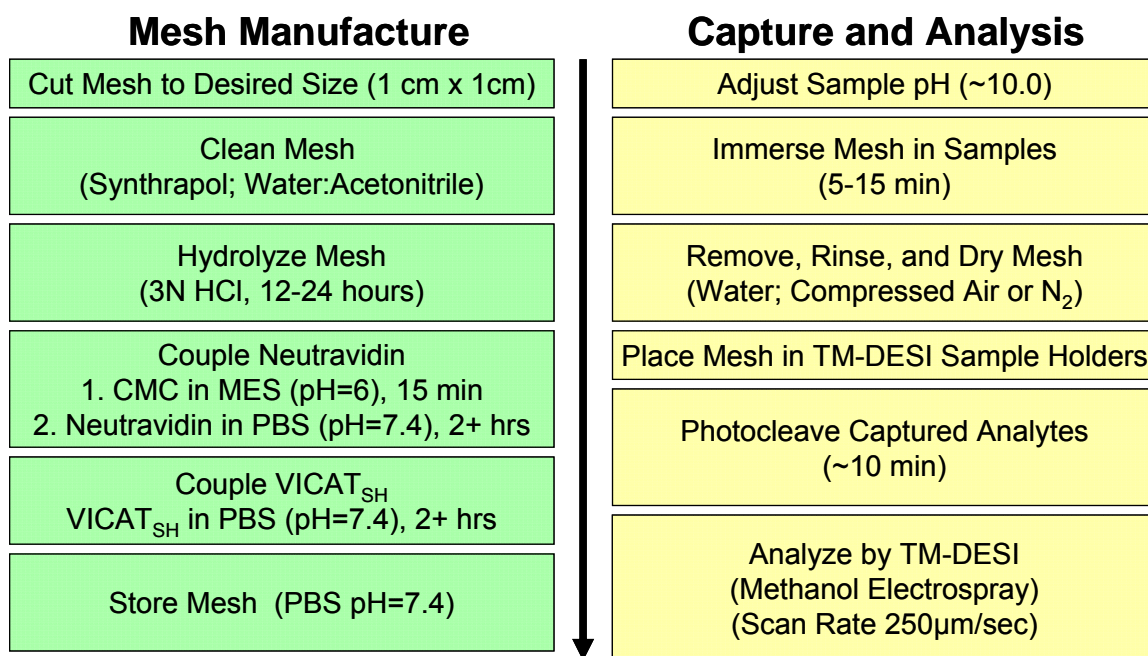 Mesh Manufacture
Cut Mesh to Desired Size (1 cm x 1cm)
Clean Mesh
(Synthrapol; Water:Acetonitrile)
Hydrolyze Mesh
(3N HCl, 12-24 hours)
Couple Neutravidin
1. CMC in MES (pH=6), 15 min
2. Neutravidin in PBS (pH=7.4), 2+ hrs
Couple VICAT_SH
VICAT_SH in PBS (pH=7.4), 2+ hrs
Store Mesh (PBS pH=7.4)
Capture and Analysis
Adjust Sample pH (~10.0)
Immerse Mesh in Samples
(5-15 min)
Remove, Rinse, and Dry Mesh
(Water; Compressed Air or N₂)
Place Mesh in TM-DESI Sample Holders
Photocleave Captured Analytes
(~10 min)
Analyze by TM-DESI
(Methanol Electrospray)
(Scan Rate 250µm/sec)